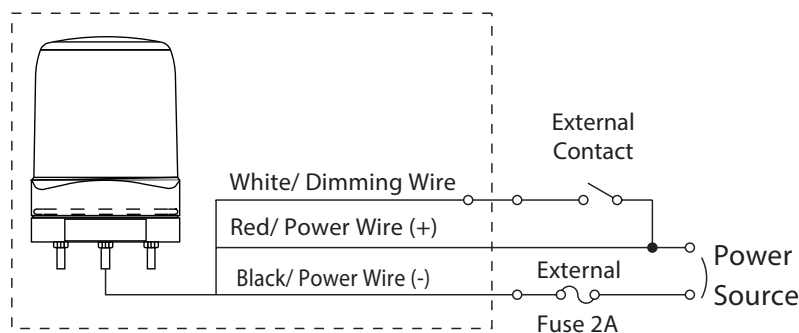 External
Contact
White/ Dimming Wire
Red/ Power Wire (+)
Black/ Power Wire (-)
External
Fuse 2A
Power
Source